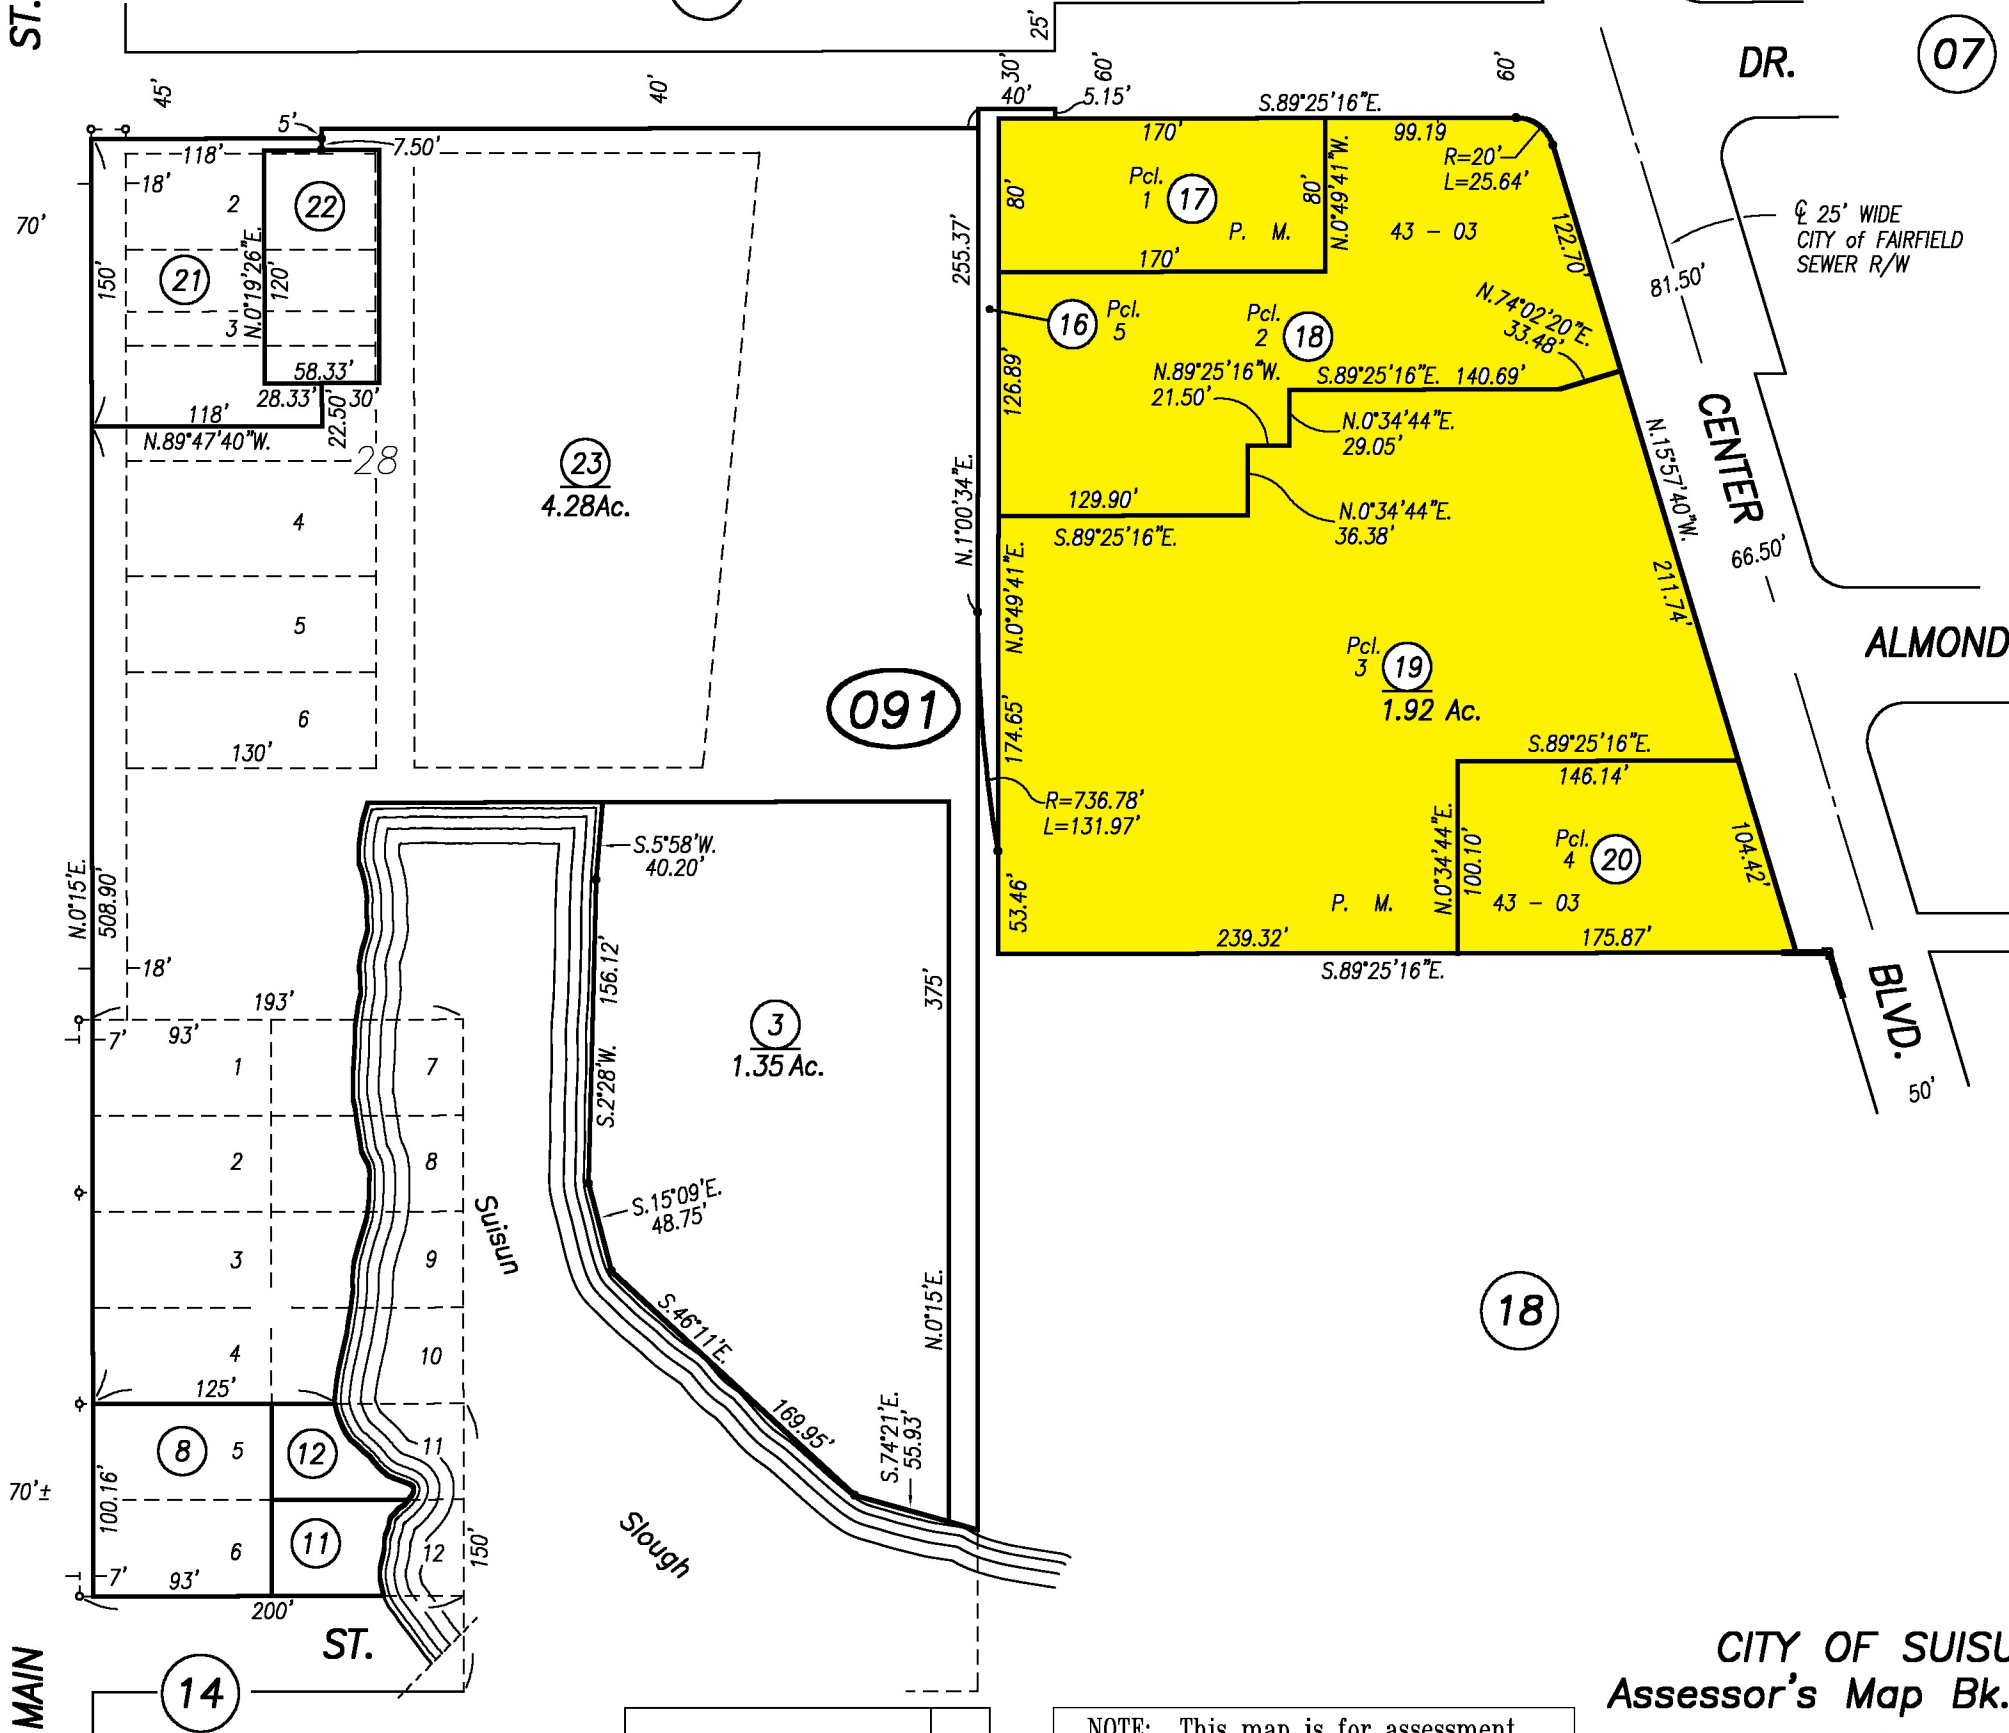 ST.
25'
DR.
07
45'
40'
30'
60'
60'
40'
5.15'
S.89°25'16"E.
5'
7.50'
118'
18'
170'
99.19
R=20'
L=25.64'
2
22
70'
80'
Pcl.
1
17
80'
N.0°49'41"W.
P. M.
43 - 03
122.70'
℄ 25' WIDE
CITY of FAIRFIELD
SEWER R/W
81.50'
150'
21
N.0°19'26"E.
120'
3
255.37'
170'
16
Pcl.
5
Pcl.
2
18
N.74°02'20"E.
33.48'
58.33'
28.33'
30'
22.50'
118'
N.89°47'40"W.
28
126.89'
N.89°25'16"W.
21.50'
S.89°25'16"E.
140.69'
N.0°34'44"E.
29.05'
CENTER
23
4.28Ac.
N.1°00'34"E.
129.90'
S.89°25'16"E.
N.0°34'44"E.
36.38'
N.15°57'40"W.
66.50'
4
5
6
130'
N.0°49'41"E.
211.74'
ALMOND
091
174.65'
Pcl.
3
19
1.92 Ac.
S.89°25'16"E.
146.14'
R=736.78'
L=131.97'
S.5°58'W.
40.20'
N.0°15'E.
508.90'
18'
53.46'
N.0°34'44"E.
100.10'
Pcl.
4
20
104.42'
P. M.
43 - 03
239.32'
175.87'
S.89°25'16"E.
BLVD.
50'
193'
7'
93'
156.12'
S.2°28'W.
375'
3
1.35 Ac.
1
7
2
8
3
9
4
10
Suisun
S.15°09'E.
48.75'
S.46°11'E.
169.95'
N.0°15'E.
18
125'
S.74°21'E.
55.93'
8
5
12
11
70'±
100.16'
6
11
12
150'
7'
93'
200'
Slough
ST.
MAIN
14
CITY OF SUISU
Assessor's Map Bk.
NOTE: This map is for assessment